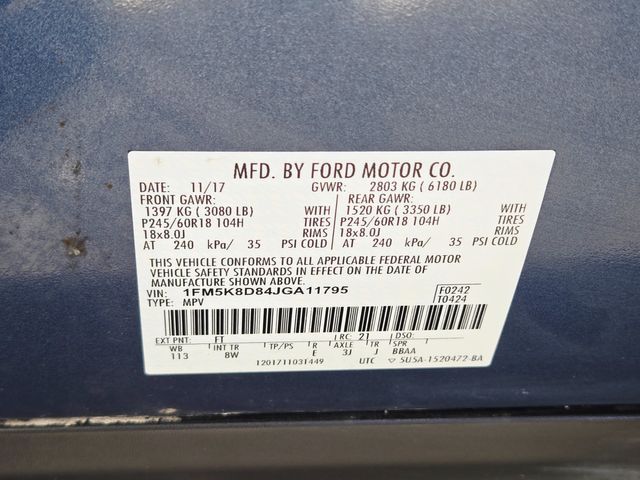 MFD. BY FORD MOTOR CO.
DATE: 11/17 GVWR: 2803 KG ( 6180 LB)
FRONT GAWR: REAR GAWR:
1397 KG ( 3080 LB) WITH 1520 KG ( 3350 LB) WITH
P245/60R18 104H TIRES P245/60R18 104H TIRES
18x8.0J RIMS 18x8.0J RIMS
AT 240 kPa/ 35 PSI COLD AT 240 kPa/ 35 PSI COLD
THIS VEHICLE CONFORMS TO ALL APPLICABLE FEDERAL MOTOR
VEHICLE SAFETY STANDARDS IN EFFECT ON THE DATE OF
MANUFACTURE SHOWN ABOVE.
VIN: 1FM5K8D84JGA11795 F0242
TYPE: MPV T0424
EXT PNT: FT RC: 21 DSO:
WB INT TR TP/PS R AXLE TR SPR
113 8W E 3J J BBAA
1201711031449 UTC SU5A-1520472-BA